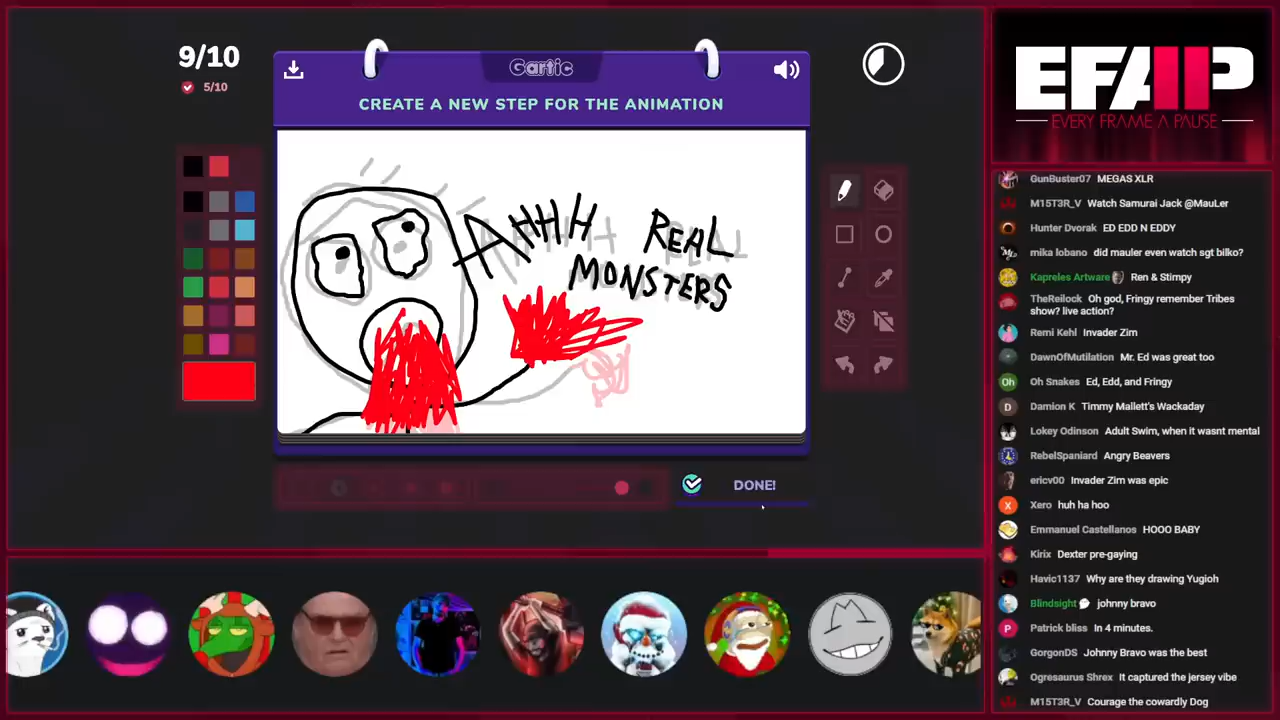 9/10
5/10
Gartic
CREATE A NEW STEP FOR THE ANIMATION
AHHH REAL
MONSTERS
DONE!
EFAP
EVERY FRAME A PAUSE
GunBuster07 MEGAS XLR
M15T3R_V Watch Samurai Jack @MauLer
Hunter Dvorak ED EDD N EDDY
mika lobano did mauler even watch sgt bilko?
Kapreles Artware Ren & Stimpy
TheReilock Oh god, Fringy remember Tribes
show? live action?
Remi Kehl Invader Zim
DawnOfMutilation Mr. Ed was great too
Oh Oh Snakes Ed, Edd, and Fringy
D Damion K Timmy Mallett's Wackaday
Lokey Odinson Adult Swim, when it wasnt mental
RebelSpaniard Angry Beavers
ericv00 Invader Zim was epic
X Xero huh ha hoo
Emmanuel Castellanos HOOO BABY
Kirix Dexter pre-gaying
Havic1137 Why are they drawing Yugioh
Blindsight johnny bravo
P Patrick bliss In 4 minutes.
GorgonDS Johnny Bravo was the best
Ogresaurus Shrex It captured the jersey vibe
M15T3R_V Courage the cowardly Dog